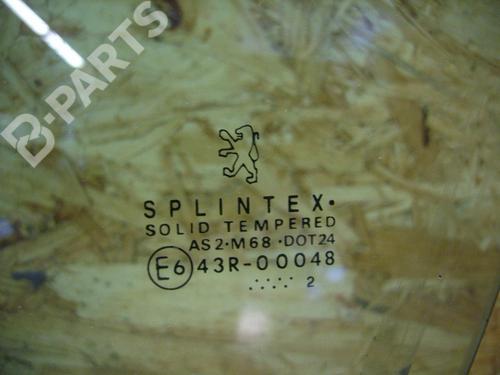 B-PARTS
SPLINTEX.
SOLID TEMPERED
AS2·M68·DOT24
E6 43R-00048
2